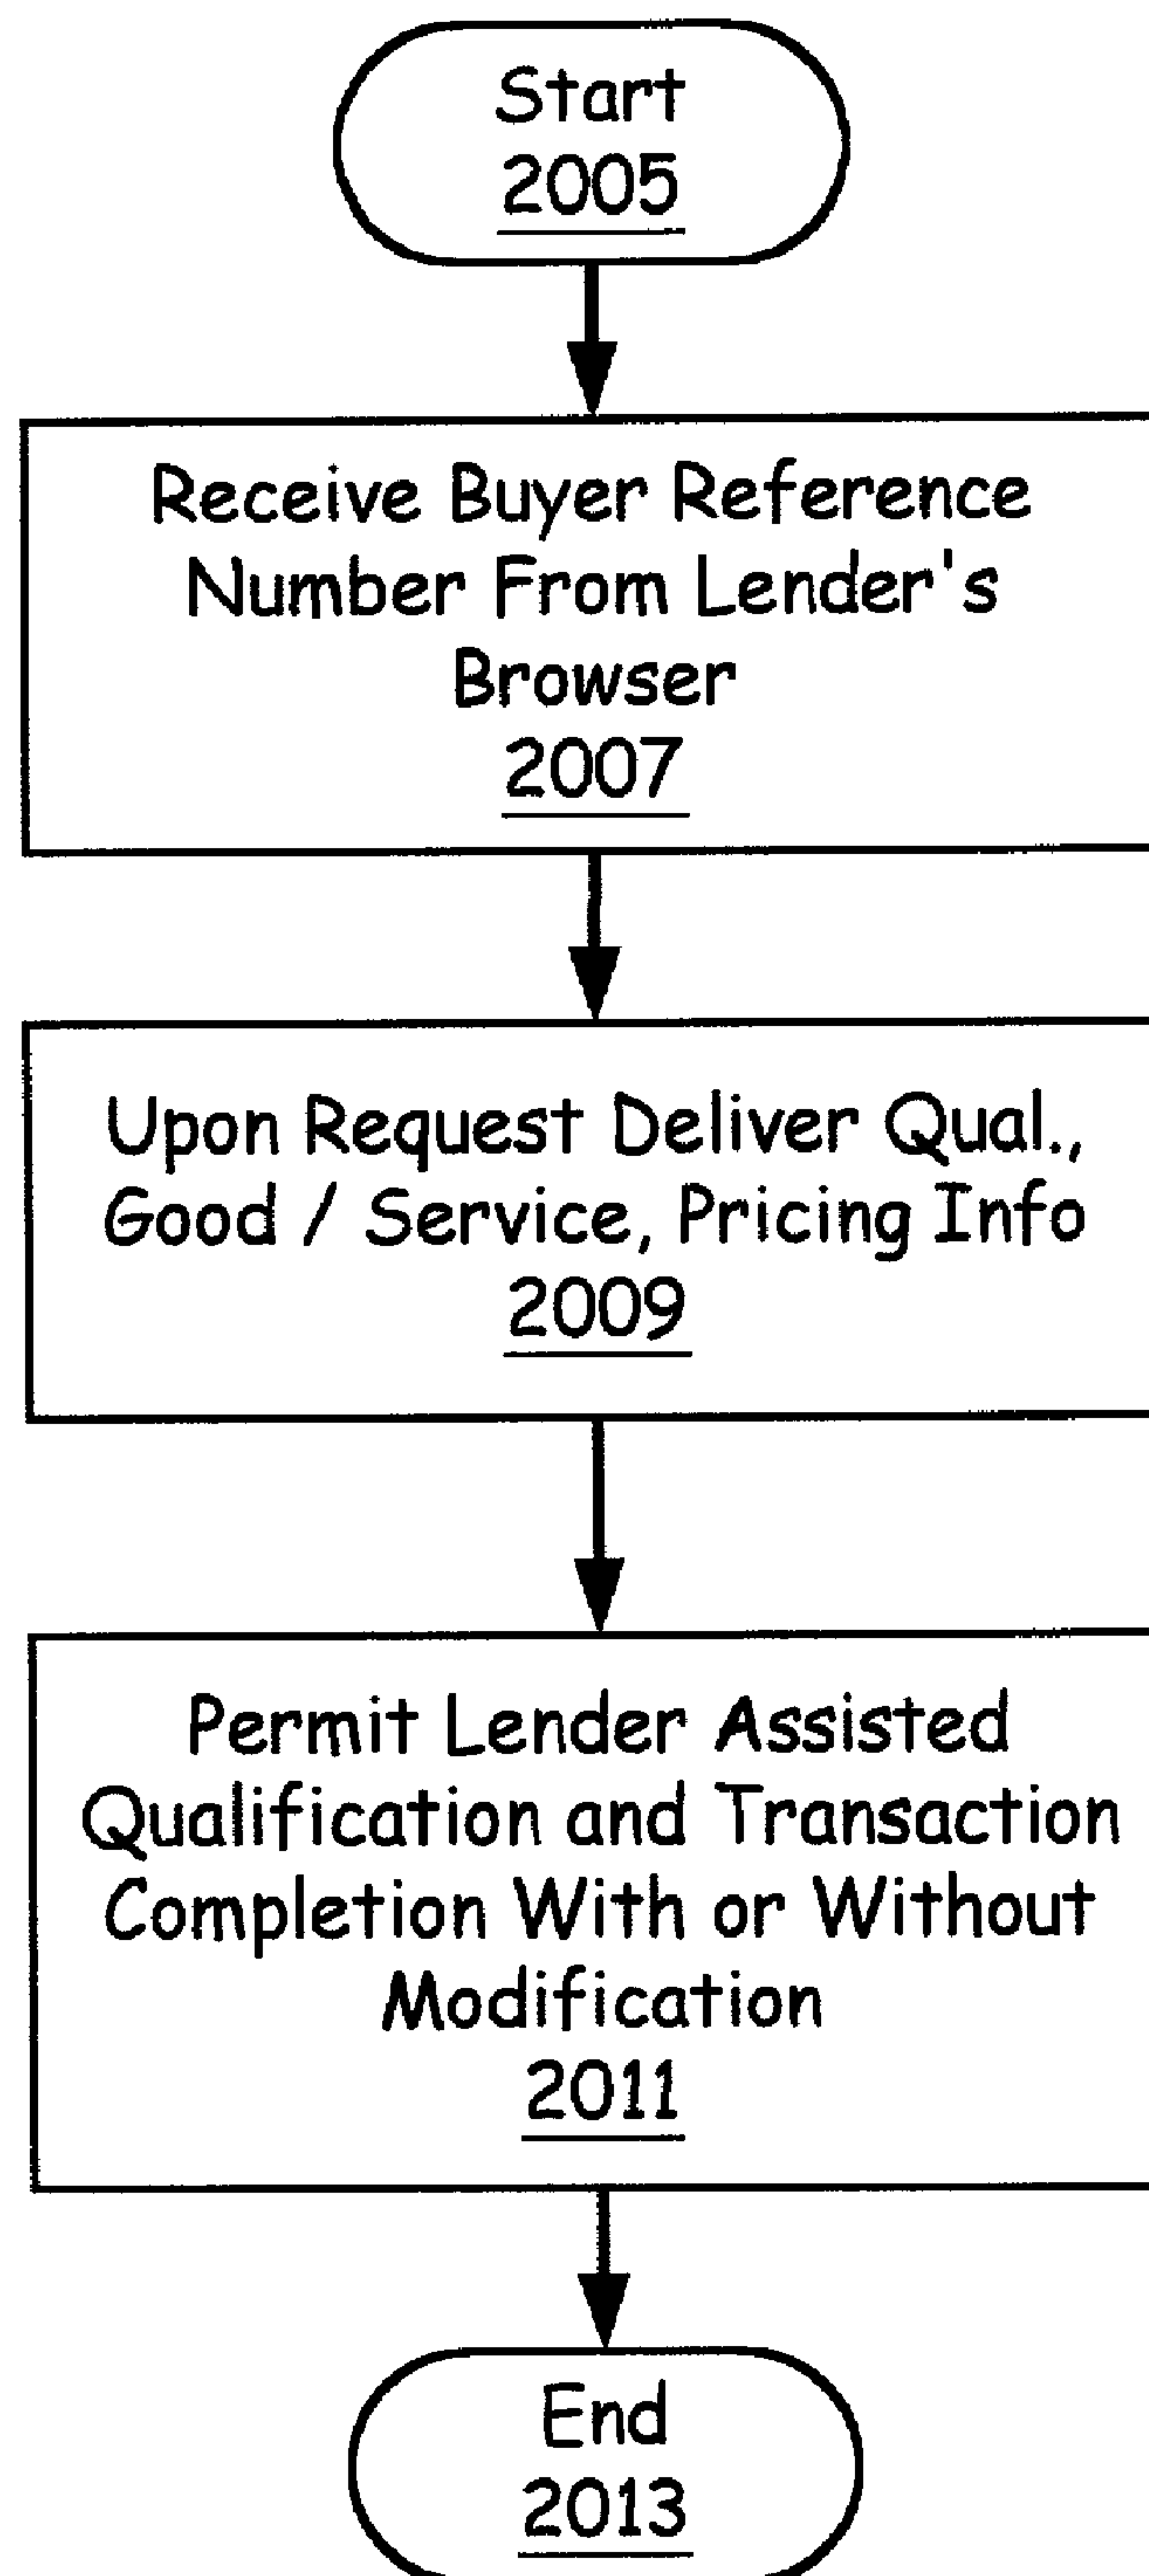 Start
2005
Receive Buyer Reference
Number From Lender's
Browser
2007
Upon Request Deliver Qual.,
Good / Service, Pricing Info
2009
Permit Lender Assisted
Qualification and Transaction
Completion With or Without
Modification
2011
End
2013